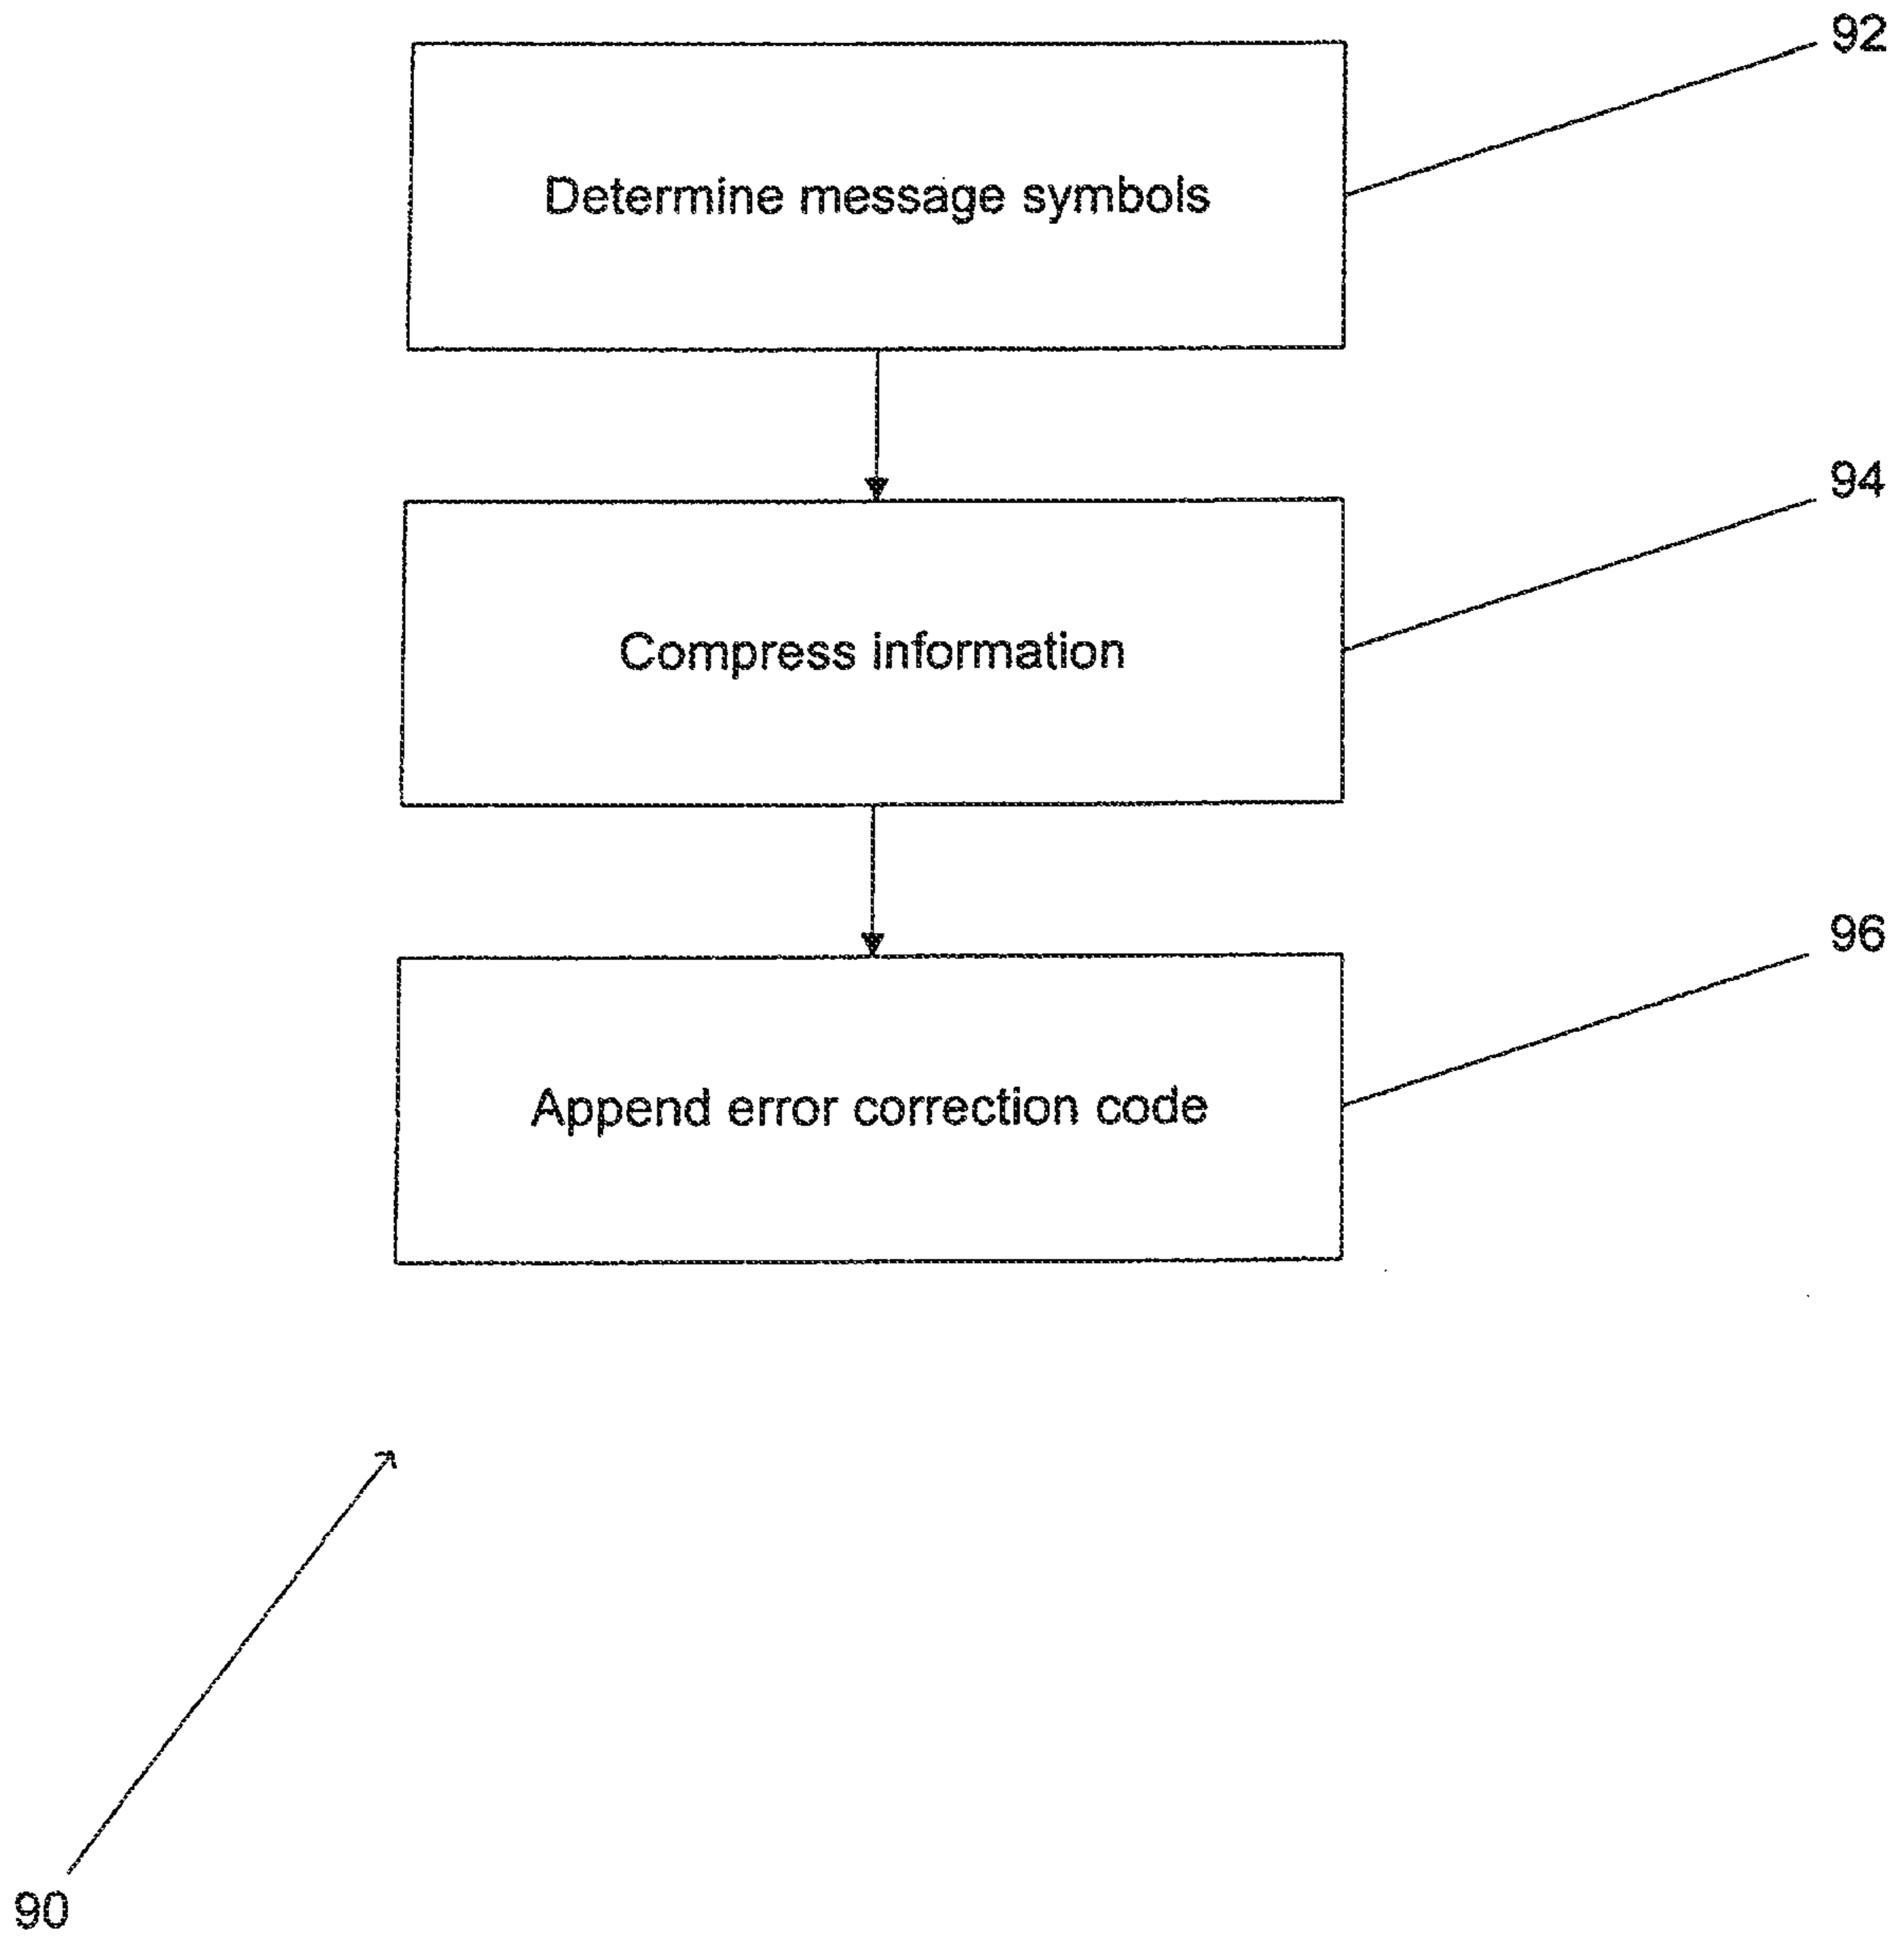 92
Determine message symbols
94
Compress information
96
Append error correction code
90